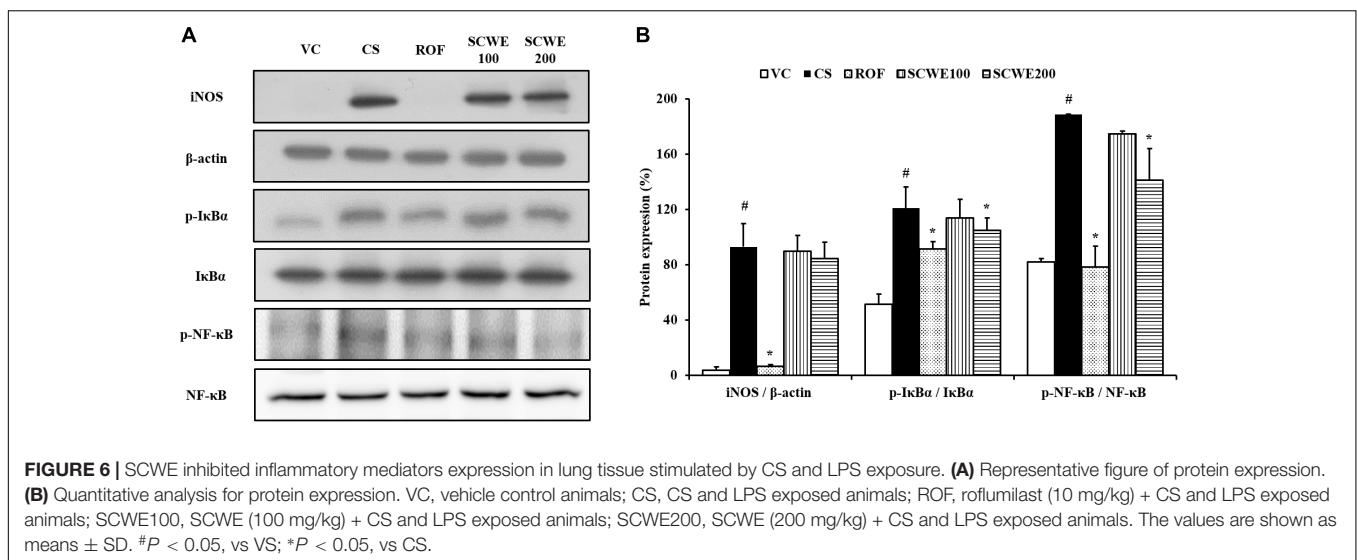 A
VC CS ROF SCWE 100 SCWE 200
iNOS
β-actin
p-IκBα
IκBα
p-NF-κB
NF-κB
B
VC CS ROF SCWE100 SCWE200
Protein expreesion (%)
200
160
120
80
40
0
# * # * * # * *
iNOS / β-actin p-IκBα / IκBα p-NF-κB / NF-κB
FIGURE 6 | SCWE inhibited inflammatory mediators expression in lung tissue stimulated by CS and LPS exposure. (A) Representative figure of protein expression.
(B) Quantitative analysis for protein expression. VC, vehicle control animals; CS, CS and LPS exposed animals; ROF, roflumilast (10 mg/kg) + CS and LPS exposed
animals; SCWE100, SCWE (100 mg/kg) + CS and LPS exposed animals; SCWE200, SCWE (200 mg/kg) + CS and LPS exposed animals. The values are shown as
means ± SD. #P < 0.05, vs VS; *P < 0.05, vs CS.